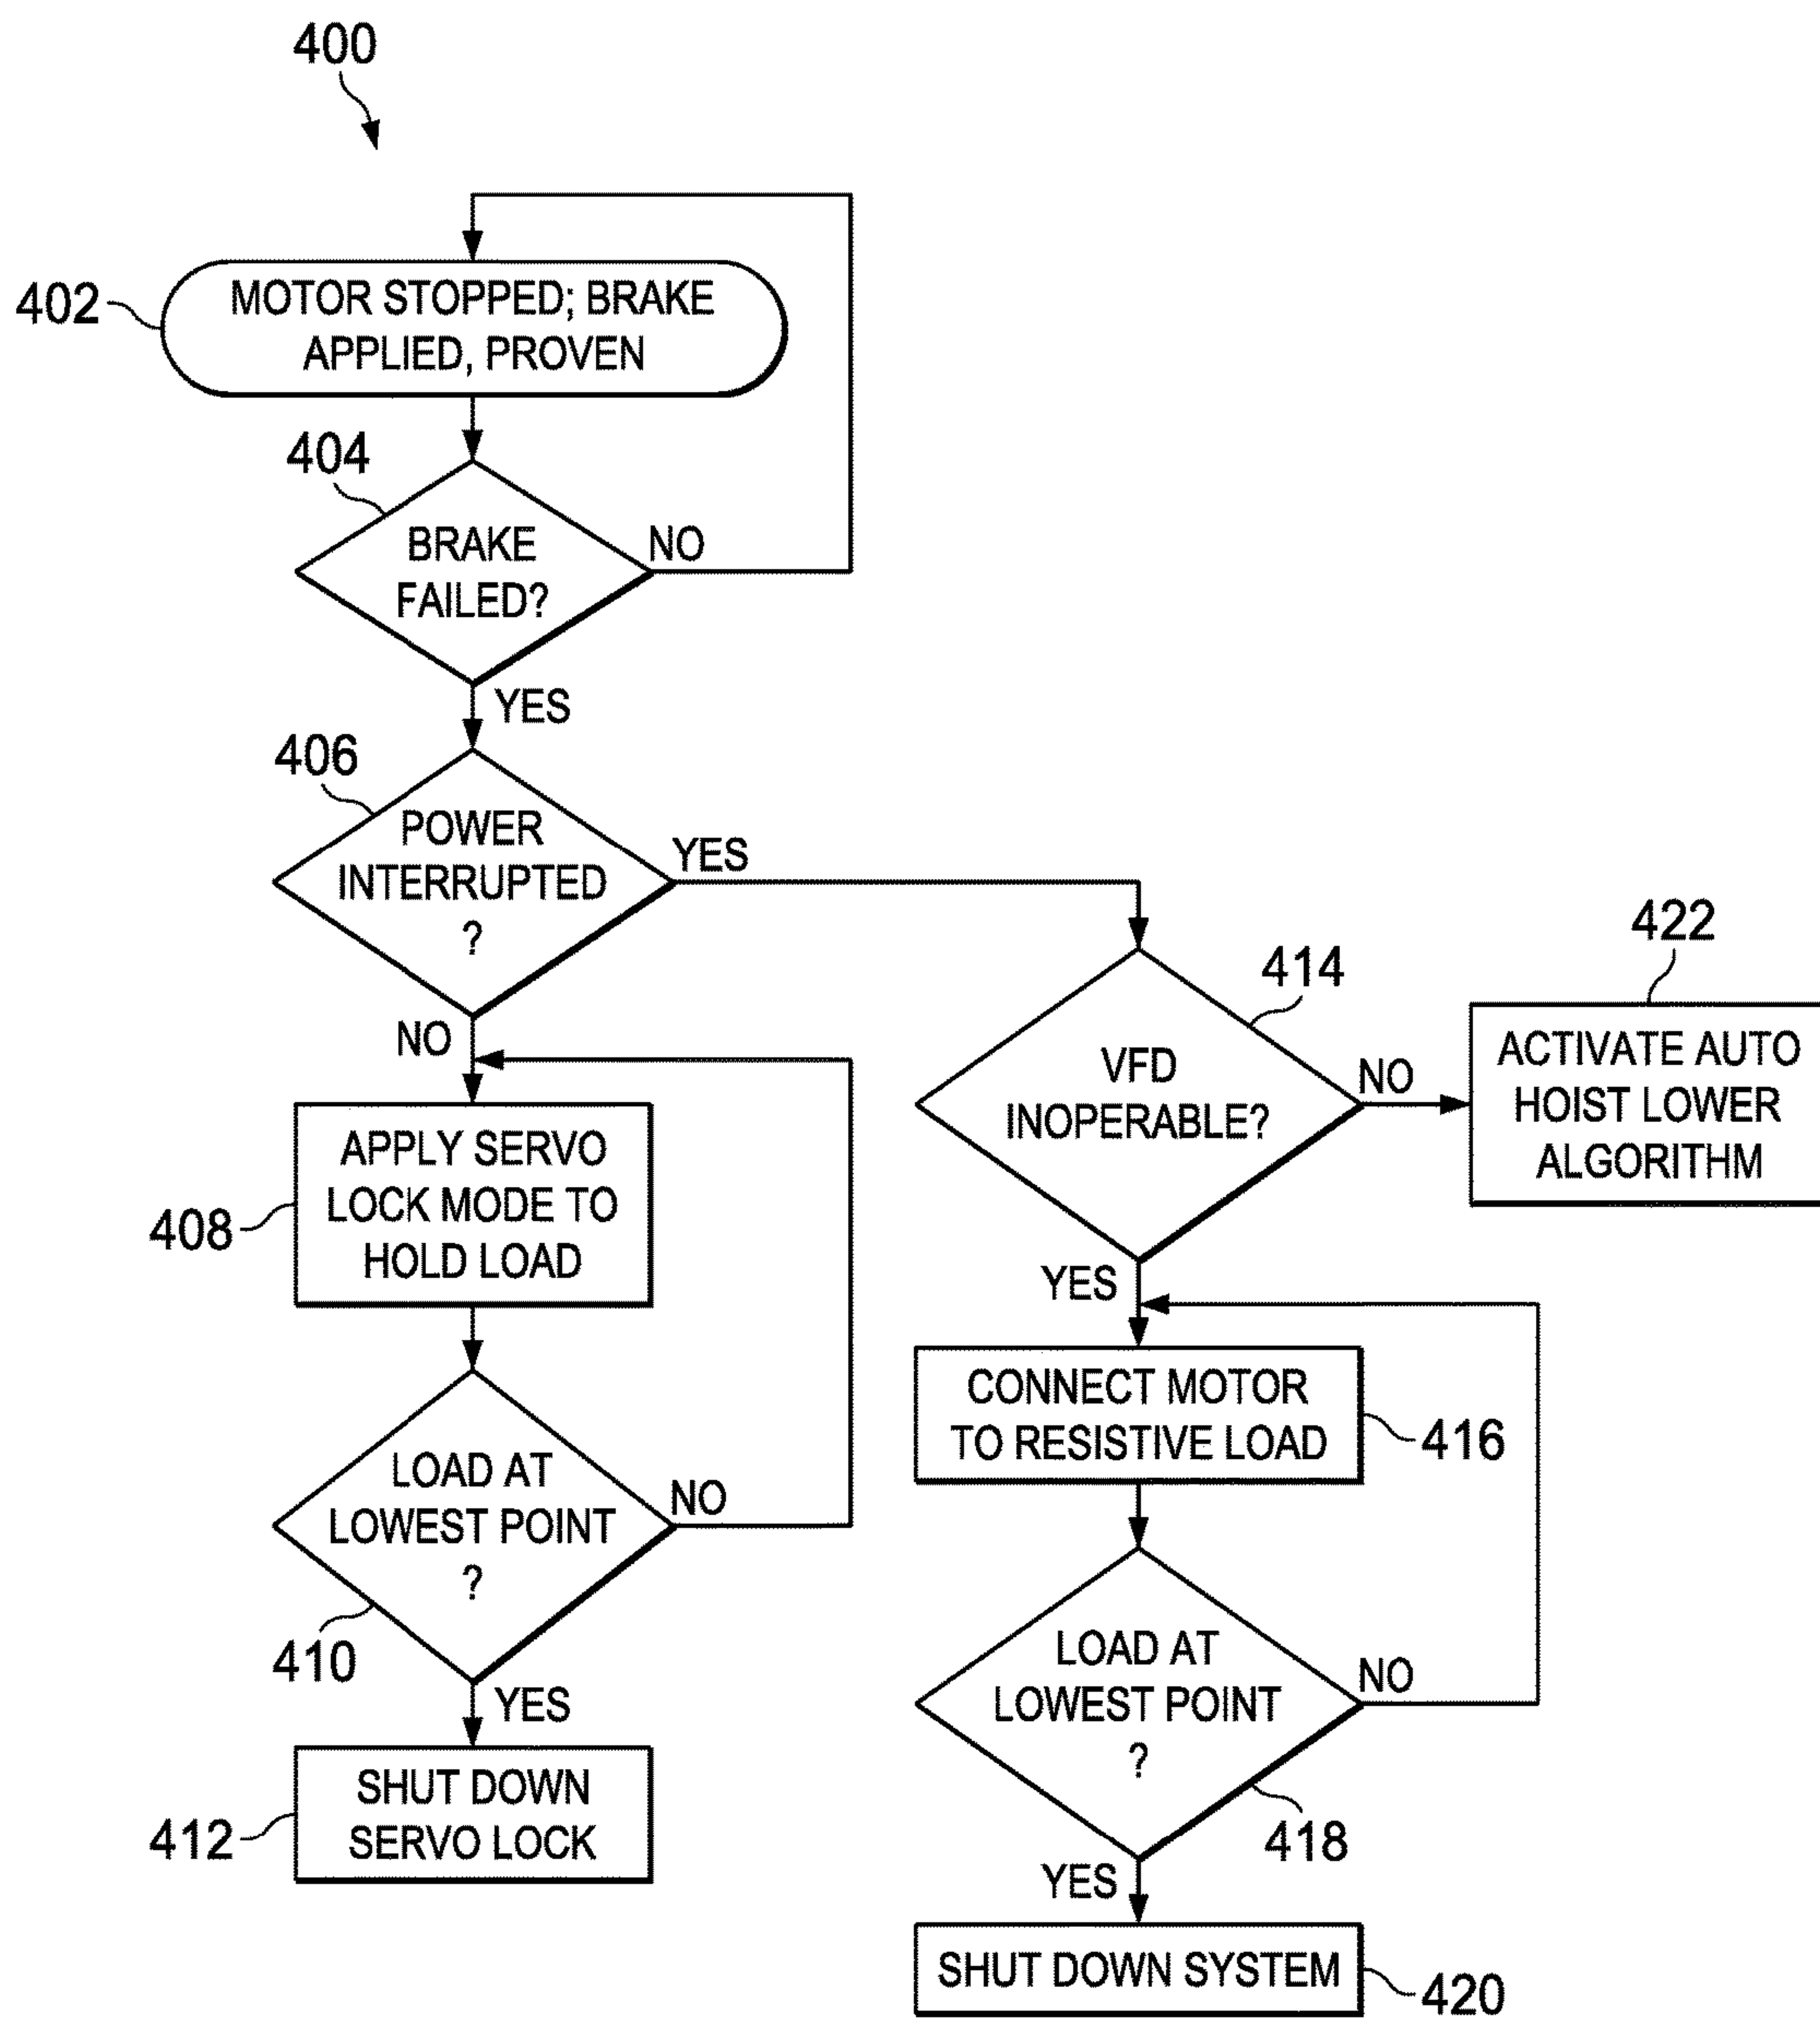 400
402
MOTOR STOPPED; BRAKE
APPLIED, PROVEN
404
BRAKE
FAILED?
NO
YES
406
POWER
INTERRUPTED
?
YES
NO
414
VFD
INOPERABLE?
NO
YES
422
ACTIVATE AUTO
HOIST LOWER
ALGORITHM
408
APPLY SERVO
LOCK MODE TO
HOLD LOAD
410
LOAD AT
LOWEST POINT
?
NO
YES
412
SHUT DOWN
SERVO LOCK
CONNECT MOTOR
TO RESISTIVE LOAD
416
LOAD AT
LOWEST POINT
?
NO
418
YES
SHUT DOWN SYSTEM
420